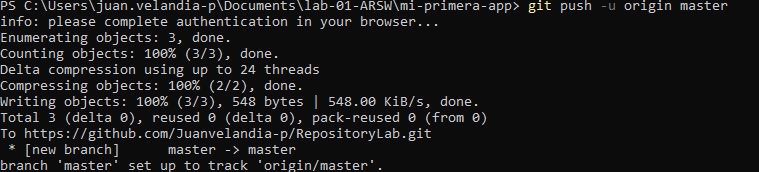 PS C:\Users\juan.velandia-p\Documents\lab-01-ARSW\mi-primera-app> git push -u origin master
info: please complete authentication in your browser...
Enumerating objects: 3, done.
Counting objects: 100% (3/3), done.
Delta compression using up to 24 threads
Compressing objects: 100% (2/2), done.
Writing objects: 100% (3/3), 548 bytes | 548.00 KiB/s, done.
Total 3 (delta 0), reused 0 (delta 0), pack-reused 0 (from 0)
To https://github.com/Juanvelandia-p/RepositoryLab.git
 * [new branch]      master -> master
branch 'master' set up to track 'origin/master'.